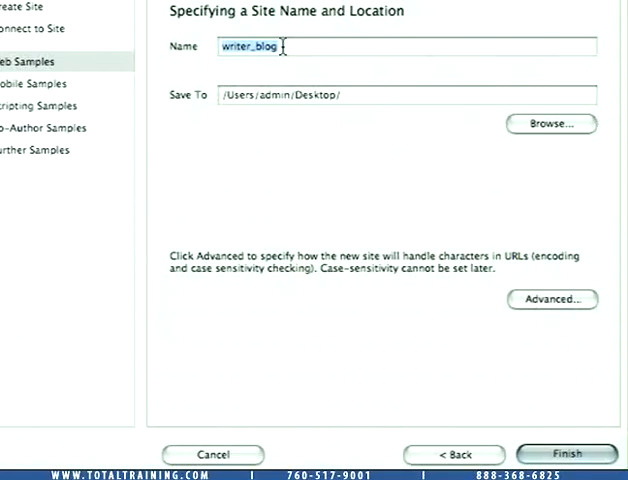 Specifying a Site Name and Location
Name writer_blog
Save To /Users/admin/Desktop/
Browse...
reate Site
onnect to Site
eb Samples
obile Samples
cripting Samples
o-Author Samples
urther Samples
Click Advanced to specify how the new site will handle characters in URLs (encoding
and case sensitivity checking). Case-sensitivity cannot be set later.
Advanced...
Cancel
< Back
Finish
WWW.TOTALTRAINING.COM | 760-517-9001 | 888-368-6825